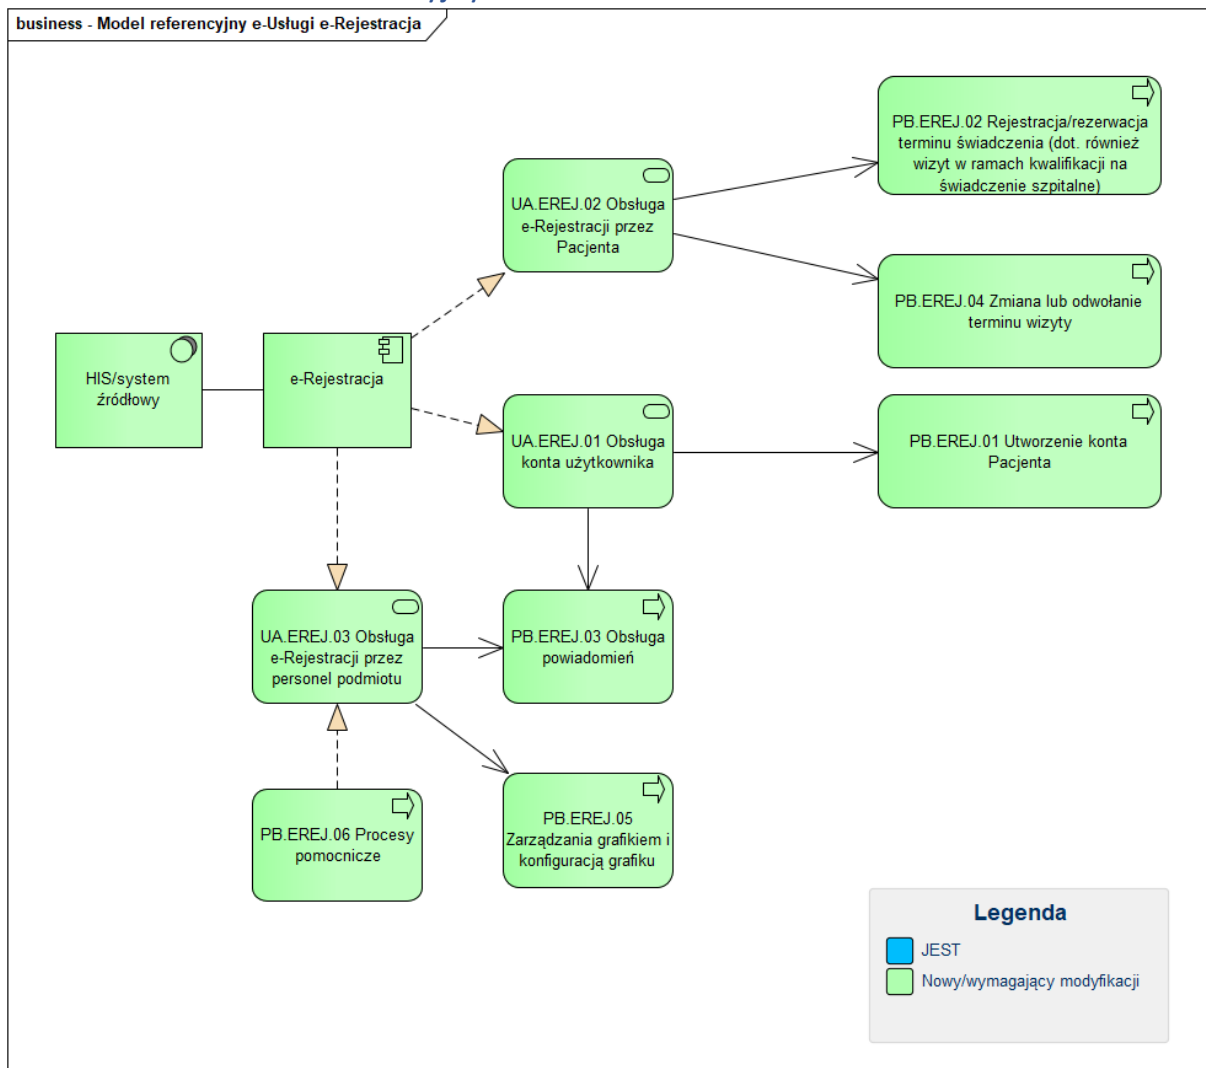 business - Model referencyjny e-Usługi e-Rejestracja
PB.EREJ.02 Rejestracja/rezerwacja
terminu świadczenia (dot. również
wizyt w ramach kwalifikacji na
świadczenie szpitalne)
UA.EREJ.02 Obsługa
e-Rejestracji przez
Pacjenta
PB.EREJ.04 Zmiana lub odwołanie
terminu wizyty
HIS/system
źródłowy
e-Rejestracja
UA.EREJ.01 Obsługa
konta użytkownika
PB.EREJ.01 Utworzenie konta
Pacjenta
UA.EREJ.03 Obsługa
e-Rejestracji przez
personel podmiotu
PB.EREJ.03 Obsługa
powiadomień
PB.EREJ.06 Procesy
pomocnicze
PB.EREJ.05
Zarządzania grafikiem i
konfiguracją grafiku
Legenda
JEST
Nowy/wymagający modyfikacji